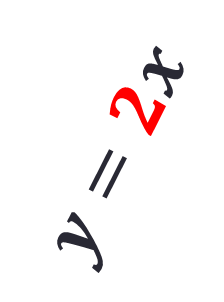 y = 2x